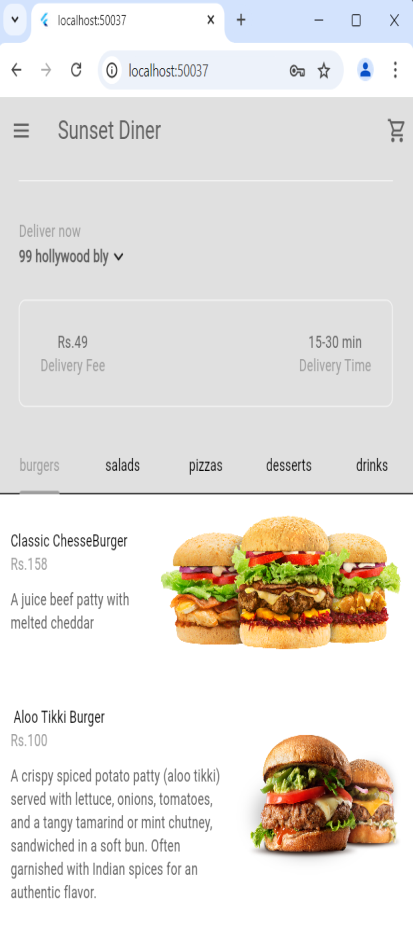 localhost:50037
localhost:50037
Sunset Diner
Deliver now
99 hollywood bly
Rs.49
Delivery Fee
15-30 min
Delivery Time
burgers salads pizzas desserts drinks
Classic ChesseBurger
Rs.158
A juice beef patty with
melted cheddar
Aloo Tikki Burger
Rs.100
A crispy spiced potato patty (aloo tikki)
served with lettuce, onions, tomatoes,
and a tangy tamarind or mint chutney,
sandwiched in a soft bun. Often
garnished with Indian spices for an
authentic flavor.